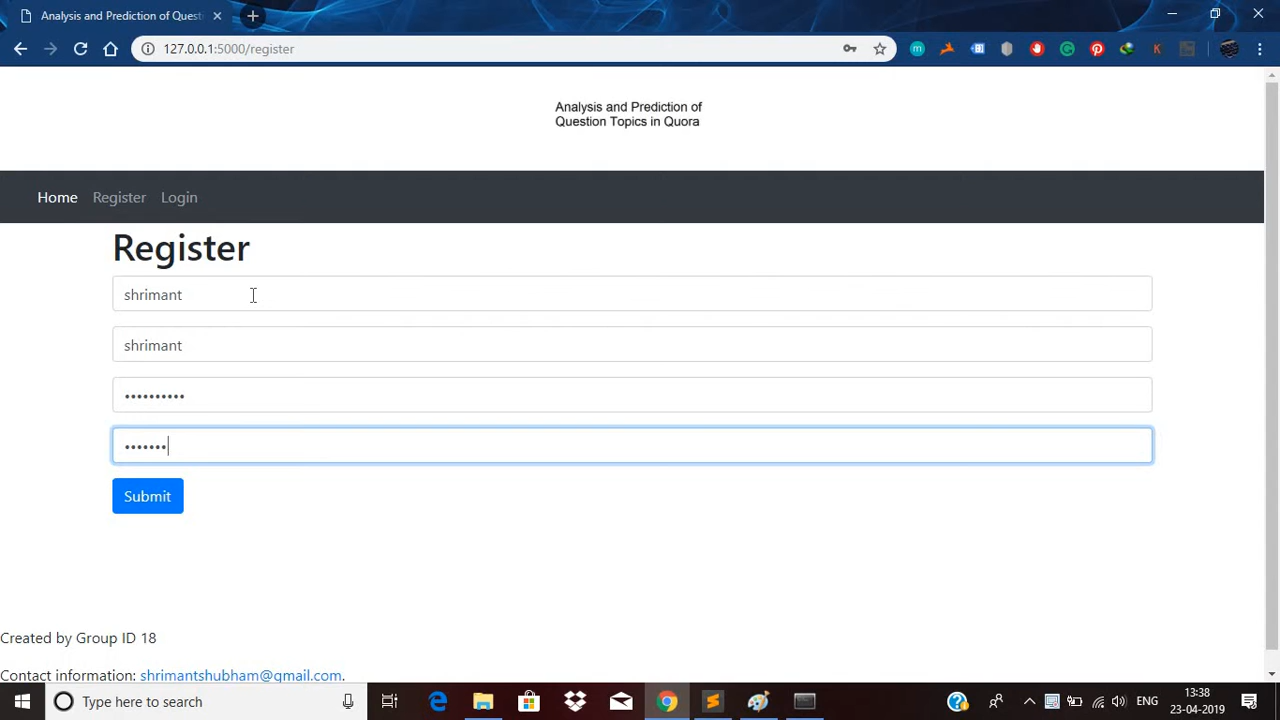 Analysis and Prediction of Questi
127.0.0.1:5000/register
Analysis and Prediction of
Question Topics in Quora
Home Register Login
Register
shrimant
shrimant
••••••••••
•••••••
Submit
Created by Group ID 18
Contact information: shrimantshubham@gmail.com.
Type here to search
ENG
13:38
23-04-2019